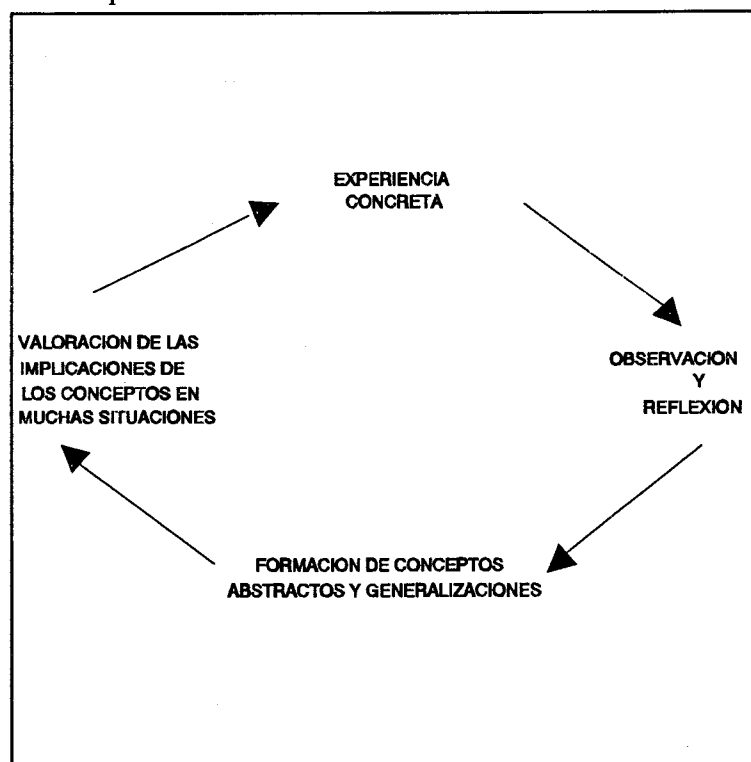 EXPERIENCIA
CONCRETA
OBSERVACION
Y
REFLEXION
FORMACION DE CONCEPTOS
ABSTRACTOS Y GENERALIZACIONES
VALORACION DE LAS
IMPLICACIONES DE
LOS CONCEPTOS EN
MUCHAS SITUACIONES